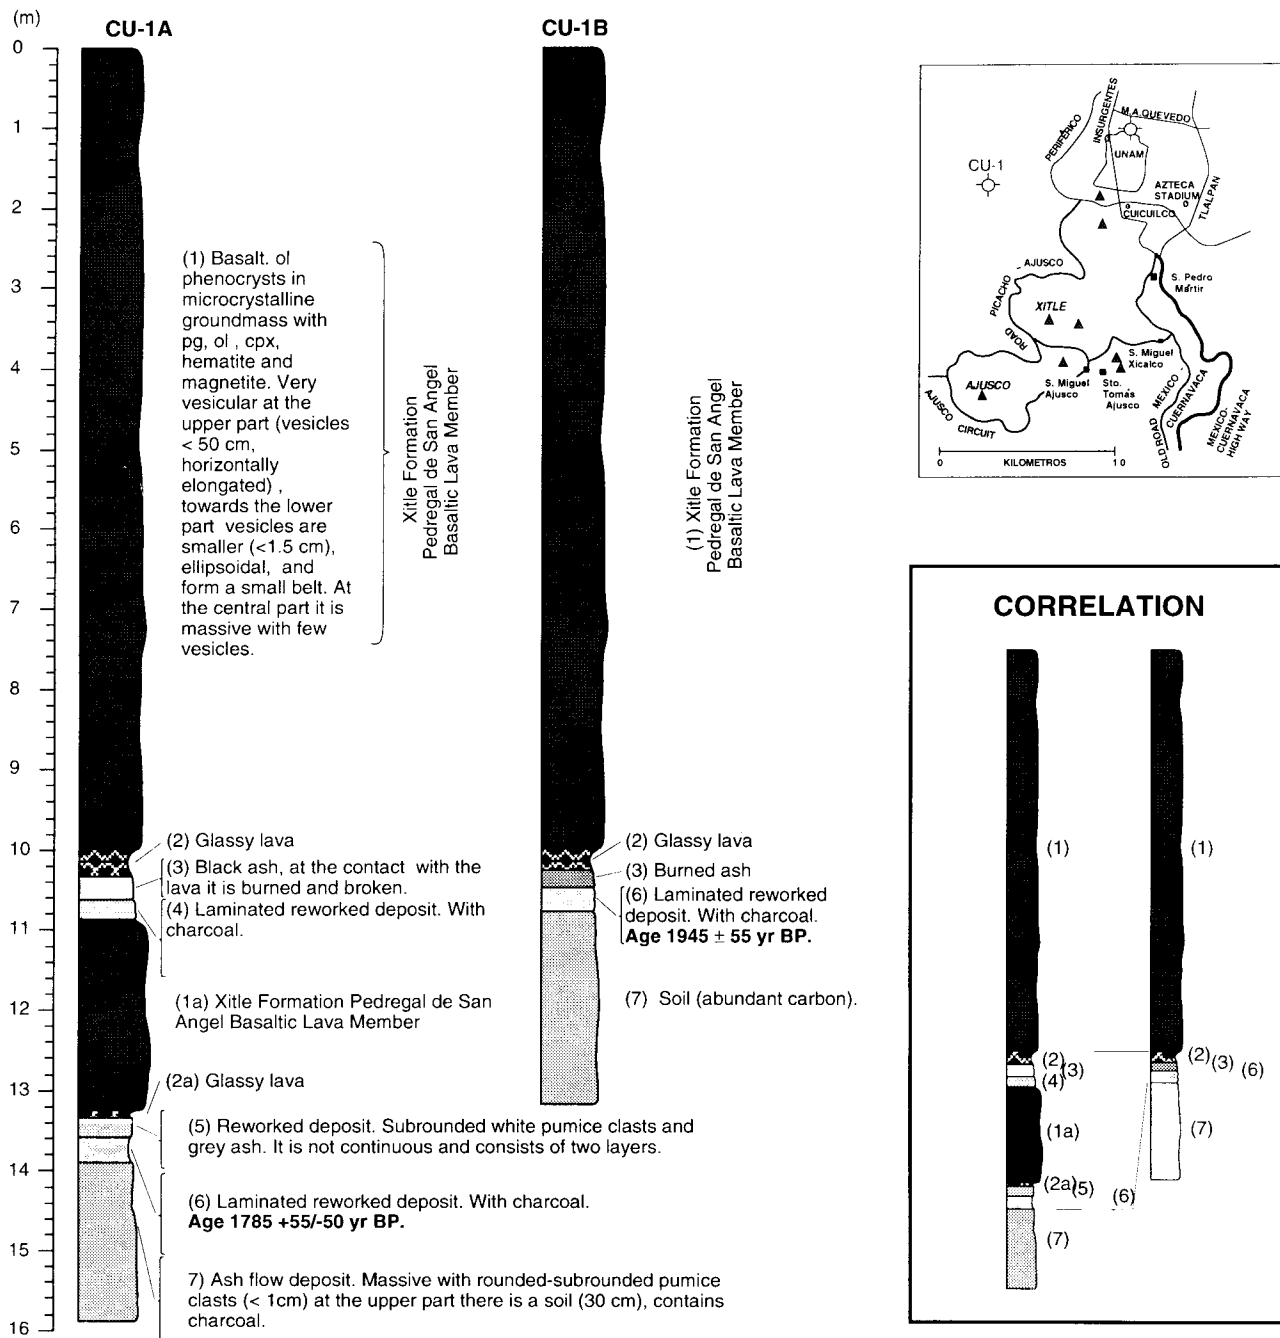 (m)
CU-1A
CU-1B
0
1
2
3
4
5
6
7
8
9
10
11
12
13
14
15
16
(1) Basalt. of
phenocrysts in
microcrystalline
groundmass with
pg, ol , cpx,
hematite and
magnetite. Very
vesicular at the
upper part (vesicles
< 50 cm,
horizontally
elongated) ,
towards the lower
part vesicles are
smaller (<1.5 cm),
ellipsoidal, and
form a small belt. At
the central part it is
massive with few
vesicles.
Xitle Formation
Pedregal de San Angel
Basaltic Lava Member
(2) Glassy lava
(3) Black ash, at the contact with the
lava it is burned and broken.
(4) Laminated reworked deposit. With
charcoal.
(1a) Xitle Formation Pedregal de San
Angel Basaltic Lava Member
(2a) Glassy lava
(5) Reworked deposit. Subrounded white pumice clasts and
grey ash. It is not continuous and consists of two layers.
(6) Laminated reworked deposit. With charcoal.
Age 1785 +55/-50 yr BP.
7) Ash flow deposit. Massive with rounded-subrounded pumice
clasts (< 1cm) at the upper part there is a soil (30 cm), contains
charcoal.
(1) Xitle Formation
Pedregal de San Angel
Basaltic Lava Member
(2) Glassy lava
(3) Burned ash
(6) Laminated reworked
deposit. With charcoal.
Age 1945 ± 55 yr BP.
(7) Soil (abundant carbon).
CU-1
PERIFÉRICO
INSURGENTES
M.A.QUEVEDO
UNAM
AZTECA
STADIUM
TLALPAN
CUICUILCO
AJUSCO
PICACHO
ROAD
XITLE
S. Pedro
Mártir
S. Miguel
Xicalco
AJUSCO
S. Miguel
Ajusco
Sto.
Tomás
Ajusco
AJUSCO
CIRCUIT
OLD ROAD MEXICO -
CUERNAVACA
MEXICO-
CUERNAVACA
HIGH WAY
0
KILOMETROS
10
CORRELATION
(1)
(1)
(2)
(3)
(4)
(2)
(3)
(6)
(1a)
(7)
(2a)
(5)
(6)
(7)